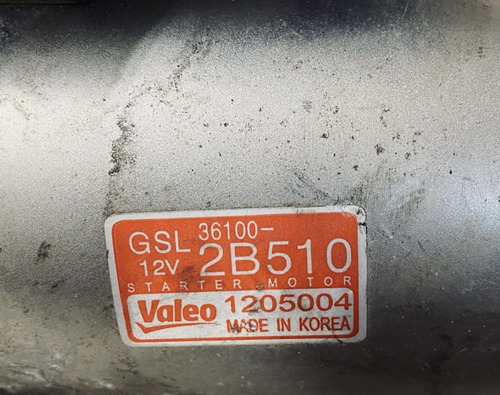 GSL 36100-
12V 2B510
STARTER MOTOR
Valeo 1205004
MADE IN KOREA